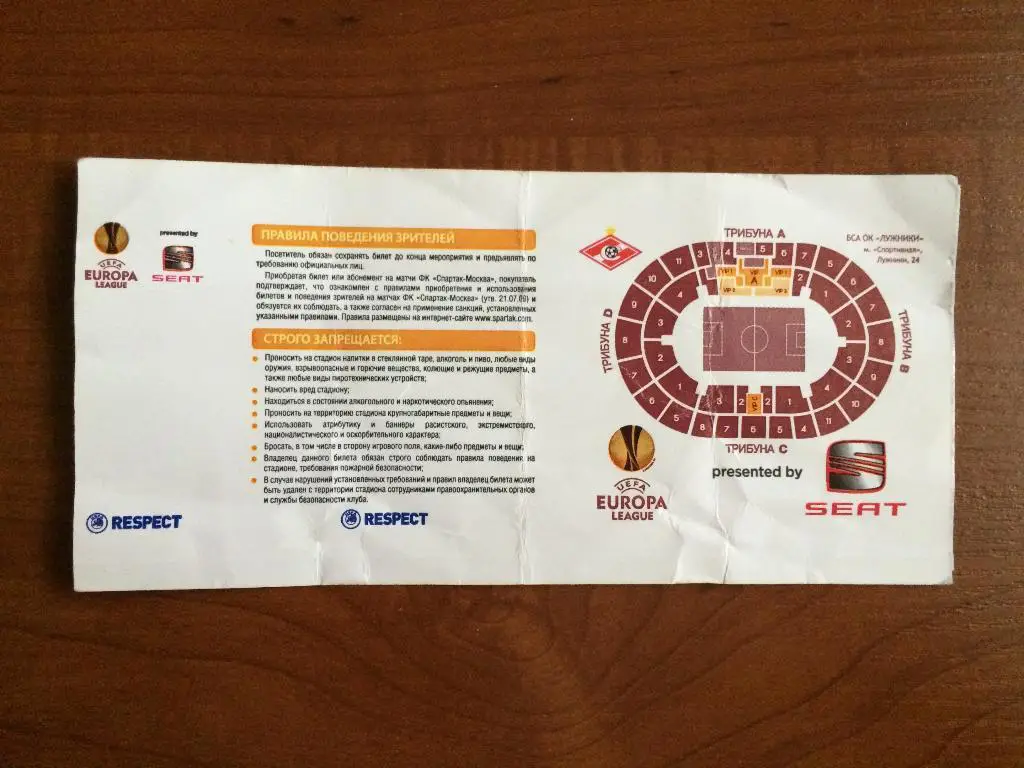 UEFA
EUROPA
LEAGUE
presented by
SEAT
RESPECT
ПРАВИЛА ПОВЕДЕНИЯ ЗРИТЕЛЕЙ
Посетитель обязан сохранять билет до конца мероприятия и предъявлять по
требованию официальных лиц.
Приобретая билет или абонемент на матчи ФК «Спартак-Москва», покупатель
подтверждает, что ознакомлен с правилами приобретения и использования
билетов и поведения зрителей на матчах ФК «Спартак-Москва» (утв. 21.07.09) и
обязуется их соблюдать, а также согласен на применение санкций, установленных
указанными правилами. Правила размещены на интернет-сайте www.spartak.com.
СТРОГО ЗАПРЕЩАЕТСЯ:
Проносить на стадион напитки в стеклянной таре, алкоголь и пиво, любые виды
оружия, взрывоопасные и горючие вещества, колющие и режущие предметы, а
также любые виды пиротехнических устройств;
Наносить вред стадиону;
Находиться в состоянии алкогольного и наркотического опьянения;
Проносить на территорию стадиона крупногабаритные предметы и вещи;
Использовать атрибутику и баннеры расистского, экстремистского,
националистического и оскорбительного характера;
Бросать, в том числе в сторону игрового поля, какие-либо предметы и вещи;
Владелец данного билета обязан строго соблюдать правила поведения на
стадионе, требования пожарной безопасности;
В случае нарушений установленных требований и правил владелец билета может
быть удален с территории стадиона сотрудниками правоохранительных органов
и службы безопасности клуба.
RESPECT
ТРИБУНА А
БСА ОК «ЛУЖНИКИ»
м. «Спортивная»,
Лужники, 24
ТРИБУНА D
ТРИБУНА B
VIP 1
A
VIP 1
VIP 2
VIP 3
VIP C
ТРИБУНА С
UEFA
EUROPA
LEAGUE
presented by
SEAT